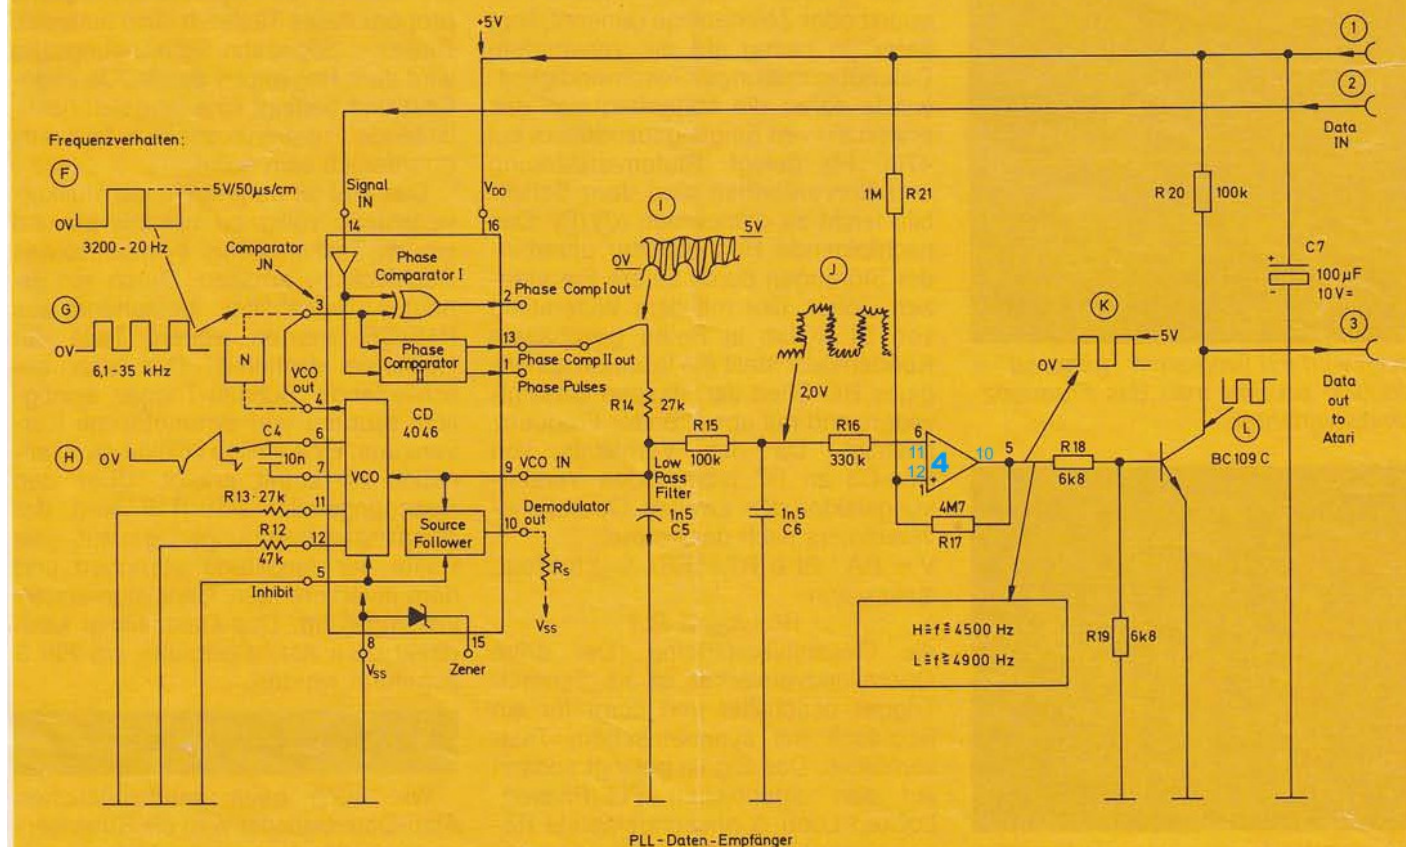 +5V
1
2
Data
IN
Frequenzverhalten:
F
5V/50µs/cm
0V
3200 - 20 Hz
Signal
IN
14
VDD
16
1M
R 21
R 20
100k
I
5V
0V
C7
+
100µF
10V=
-
Comparator
JN
3
Phase
Comparator I
2
Phase Comp I out
J
K
5V
0V
3
G
0V
6,1-35 kHz
N
Phase
Comparator
II
13
Phase Comp II out
1
Phase Pulses
2,0V
Data
out
to
Atari
L
BC 109 C
VCO
out
4
R14
27k
CD
4046
H
0V
C4
10n
6
7
VCO
9
VCO IN
R15
100k
R16
330k
6
-
11
4
12
+
1
10
5
R18
6k8
Low
Pass
Filter
1n5
C5
1n5
C6
4M7
R17
R13 27k
11
R12
47k
12
Source
Follower
10
Demodulator
out
RS
VSS
5
Inhibit
8
VSS
15
Zener
H≙f≦4500 Hz
L≙f≧4900 Hz
R19
6k8
PLL - Daten - Empfänger